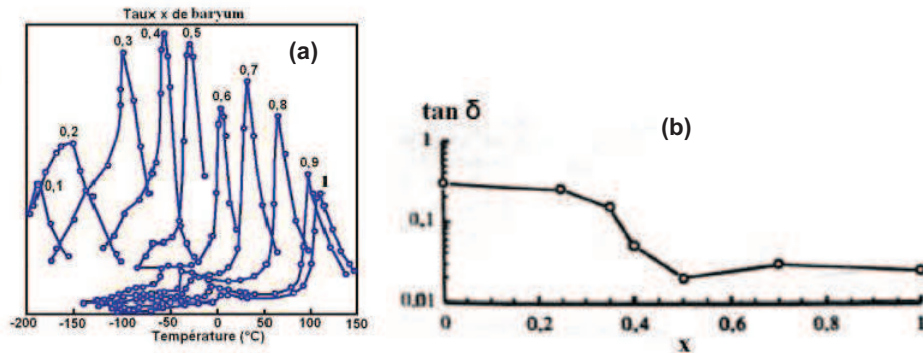 Taux x de baryum
(a)
0,1
0,2
0,3
0,4
0,5
0,6
0,7
0,8
0,9
1
-200 -150 -100 -50 0 50 100 150
Température (°C)
(b)
tan δ
1
0,1
0,01
0 0,2 0,4 0,6 0,8 1
x